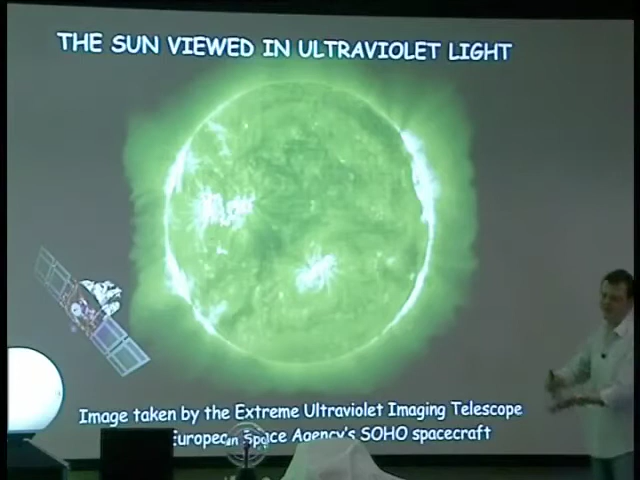 THE SUN VIEWED IN ULTRAVIOLET LIGHT
Image taken by the Extreme Ultraviolet Imaging Telescope
European Space Agency's SOHO spacecraft